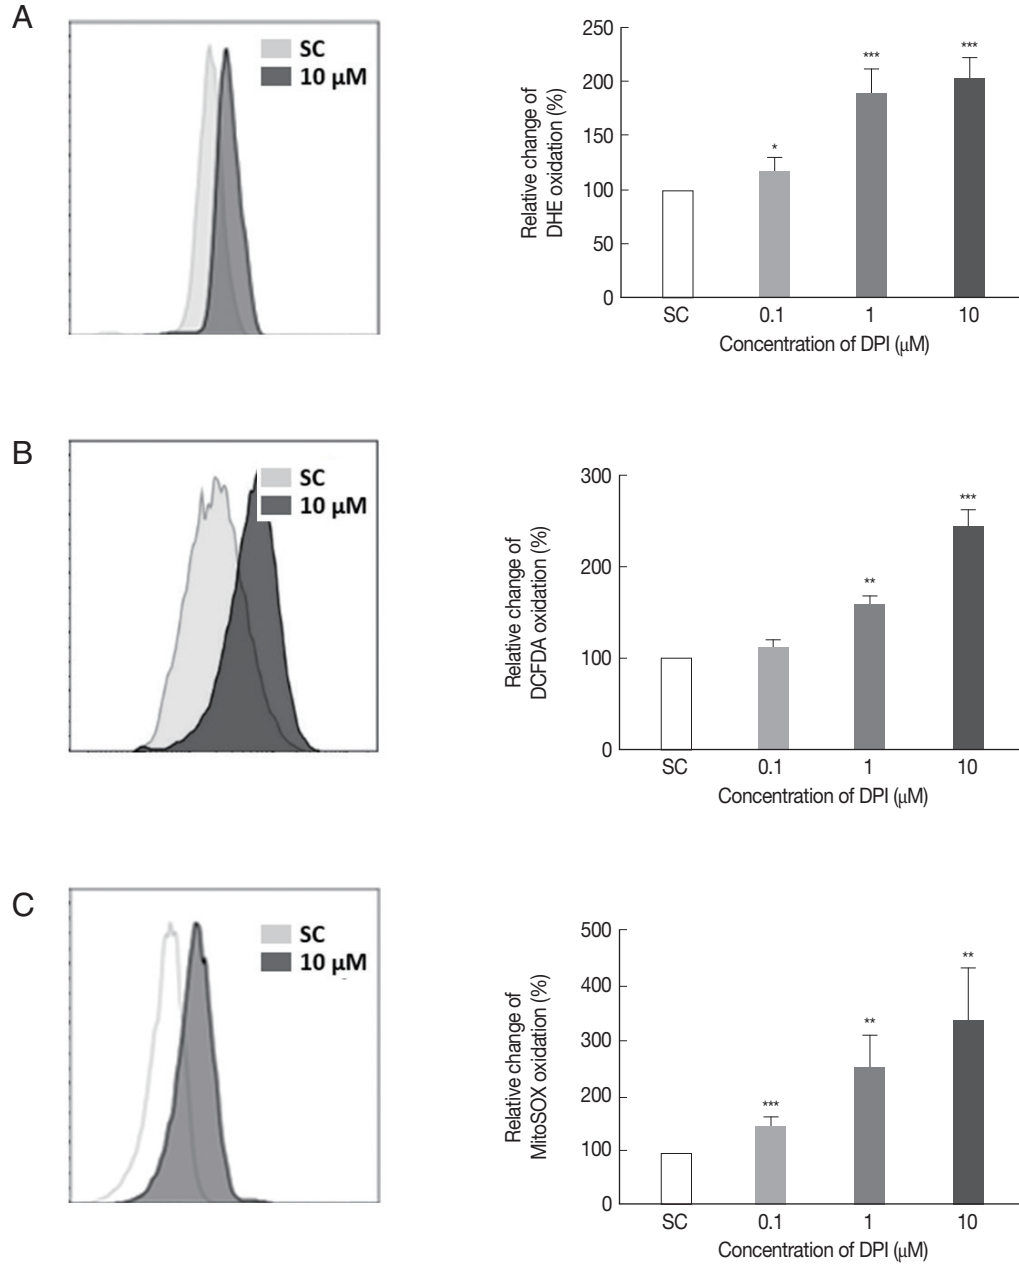 A
SC
10 µM
Relative change of
DHE oxidation (%)
250
200
150
100
50
0
*
***
***
SC
0.1
1
10
Concentration of DPI (µM)
B
SC
10 µM
Relative change of
DCFDA oxidation (%)
300
200
100
0
**
***
SC
0.1
1
10
Concentration of DPI (µM)
C
SC
10 µM
Relative change of
MitoSOX oxidation (%)
500
400
300
200
100
0
***
**
**
SC
0.1
1
10
Concentration of DPI (µM)